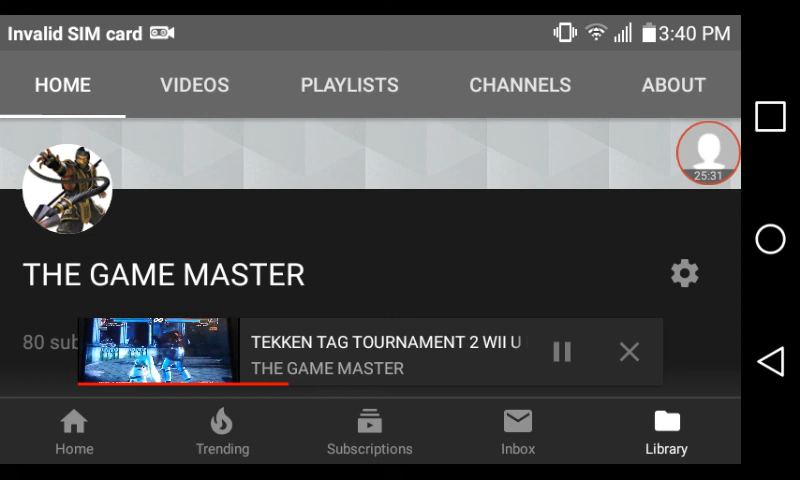 Invalid SIM card 3:40 PM
HOME VIDEOS PLAYLISTS CHANNELS ABOUT
25:31
THE GAME MASTER
80 sub
TEKKEN TAG TOURNAMENT 2 WII U
THE GAME MASTER
Home Trending Subscriptions Inbox Library